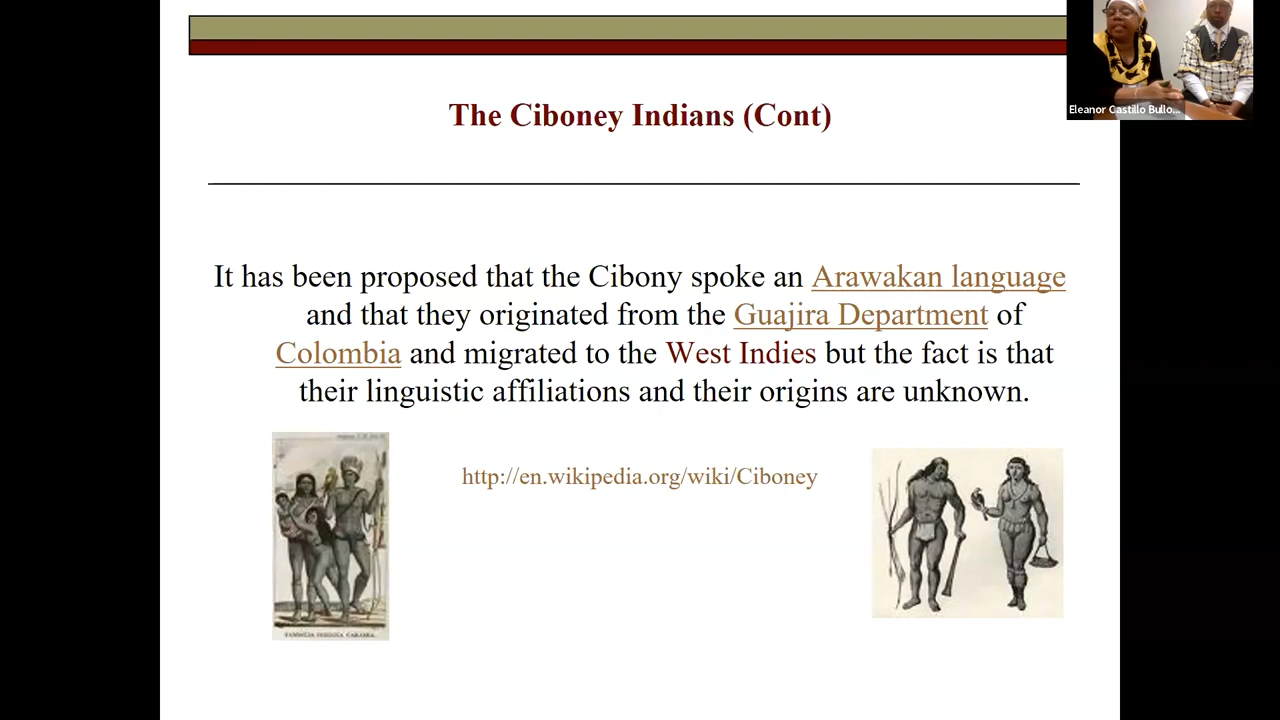 Eleanor Castillo Bullo...
The Ciboney Indians (Cont)
It has been proposed that the Cibony spoke an Arawakan language
and that they originated from the Guajira Department of
Colombia and migrated to the West Indies but the fact is that
their linguistic affiliations and their origins are unknown.
http://en.wikipedia.org/wiki/Ciboney